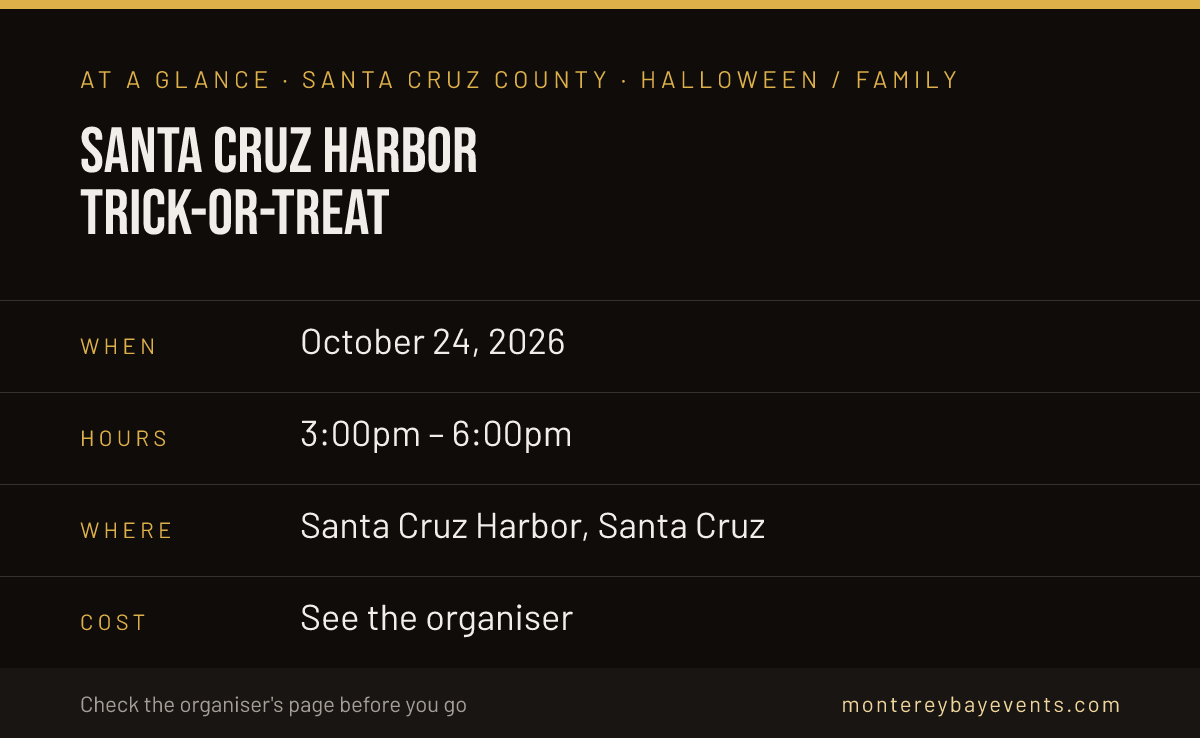 AT A GLANCE · SANTA CRUZ COUNTY · HALLOWEEN / FAMILY
SANTA CRUZ HARBOR
TRICK-OR-TREAT
WHEN October 24, 2026
HOURS 3:00pm – 6:00pm
WHERE Santa Cruz Harbor, Santa Cruz
COST See the organiser
Check the organiser's page before you go montereybayevents.com